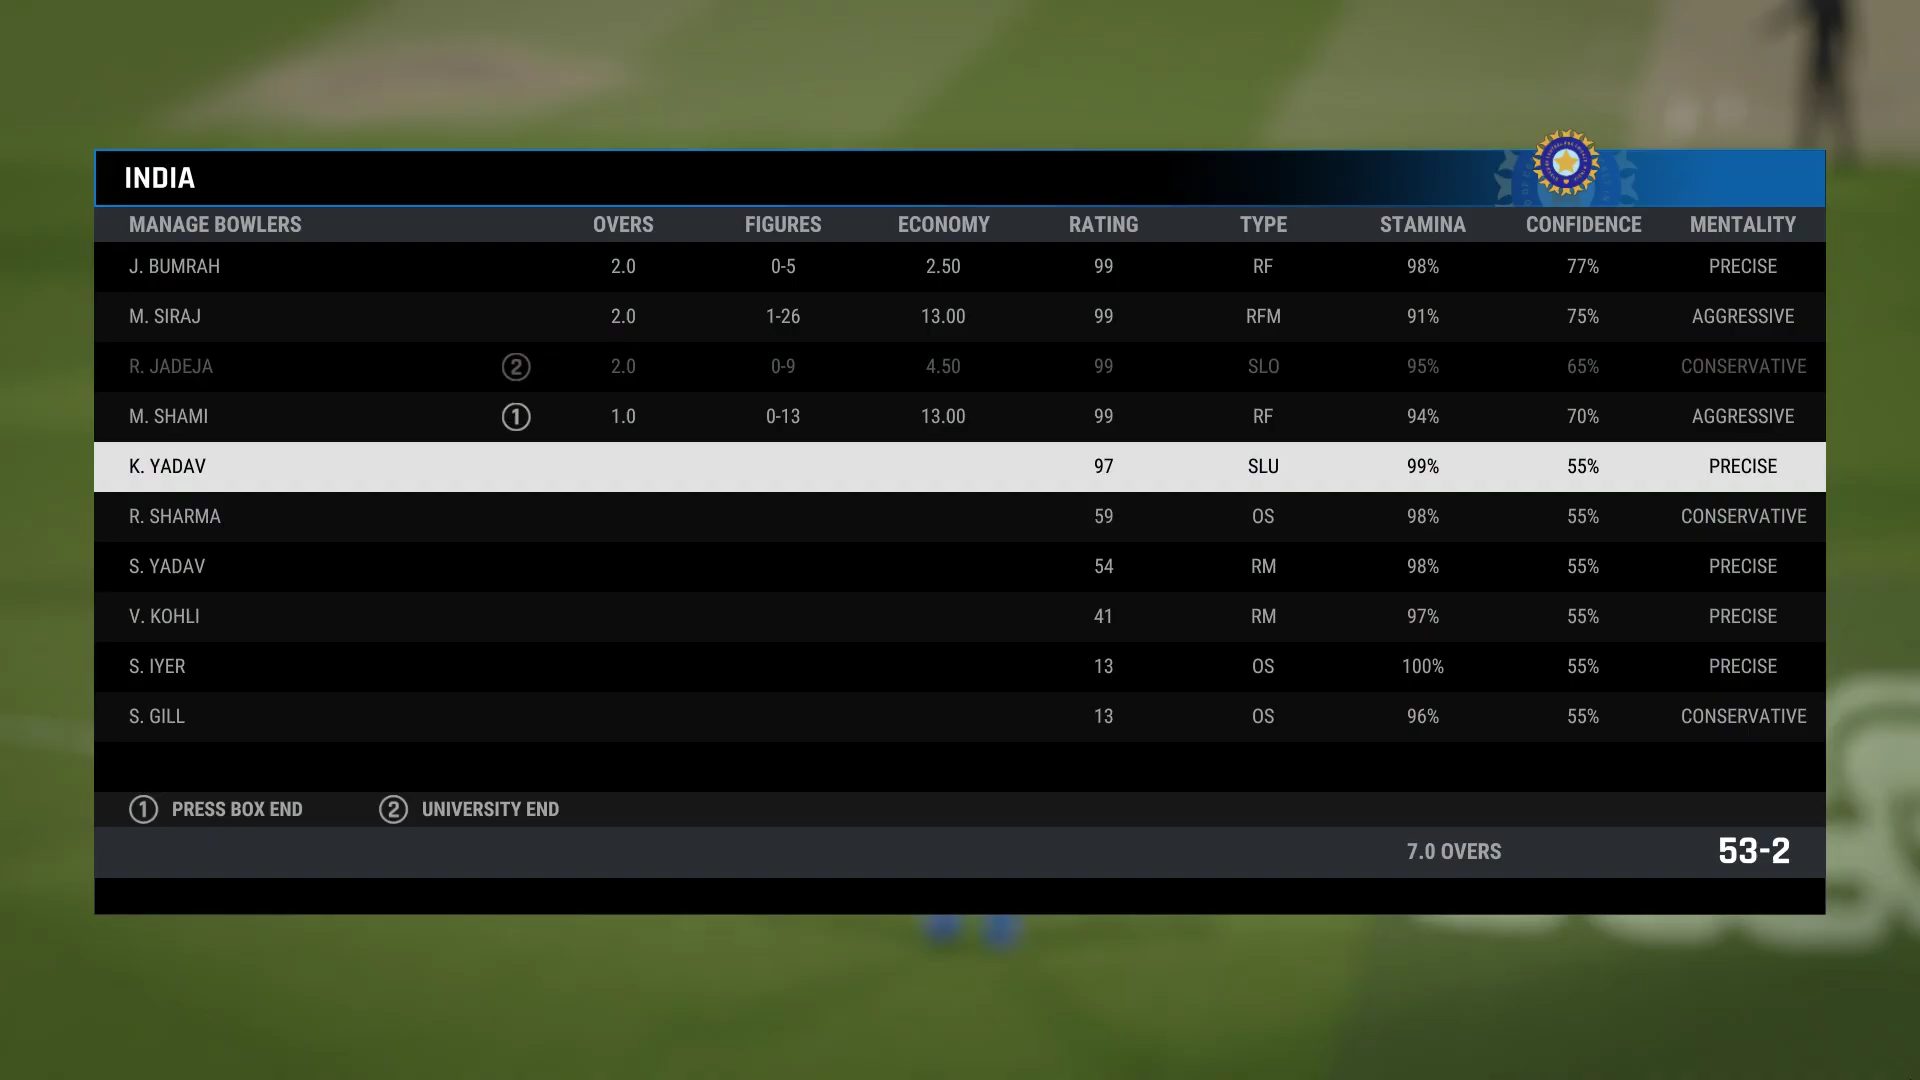 INDIA
MANAGE BOWLERS OVERS FIGURES ECONOMY RATING TYPE STAMINA CONFIDENCE MENTALITY
J. BUMRAH 2.0 0-5 2.50 99 RF 98% 77% PRECISE
M. SIRAJ 2.0 1-26 13.00 99 RFM 91% 75% AGGRESSIVE
R. JADEJA 2 2.0 0-9 4.50 99 SLO 95% 65% CONSERVATIVE
M. SHAMI 1 1.0 0-13 13.00 99 RF 94% 70% AGGRESSIVE
K. YADAV 97 SLU 99% 55% PRECISE
R. SHARMA 59 OS 98% 55% CONSERVATIVE
S. YADAV 54 RM 98% 55% PRECISE
V. KOHLI 41 RM 97% 55% PRECISE
S. IYER 13 OS 100% 55% PRECISE
S. GILL 13 OS 96% 55% CONSERVATIVE
1 PRESS BOX END 2 UNIVERSITY END
7.0 OVERS 53-2